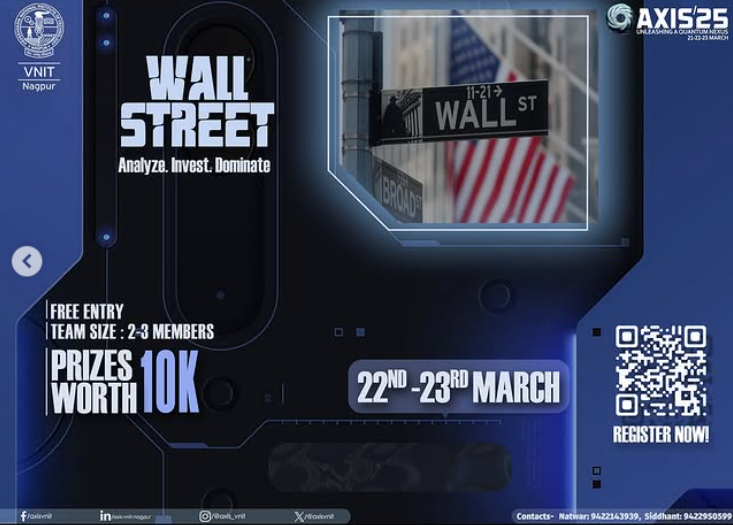 VNIT
Nagpur
AXIS'25
UNLEASHING A QUANTUM NEXUS
21-22-23 MARCH
WALL
STREET
Analyze. Invest. Dominate
11-21→
WALL ST
BROAD ST
FREE ENTRY
TEAM SIZE : 2-3 MEMBERS
PRIZES
WORTH 10K
22ND -23RD MARCH
REGISTER NOW!
/axisvnit
/axis-vnit-nagpur
/@axis_vnit
/@axisvnit
Contacts- Natwar: 9422143939, Siddhant: 9422950599